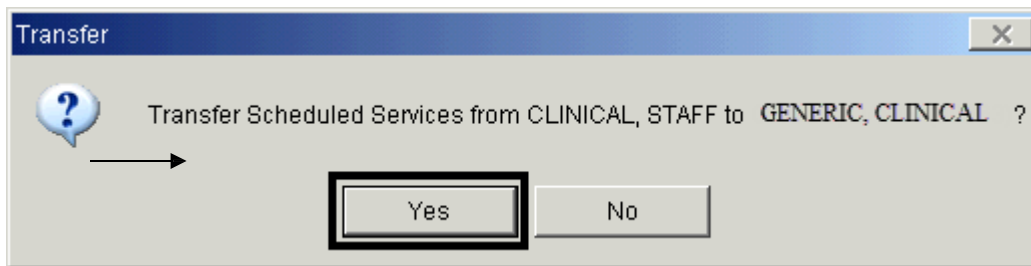 Transfer
Transfer Scheduled Services from CLINICAL, STAFF to GENERIC, CLINICAL ?
Yes No